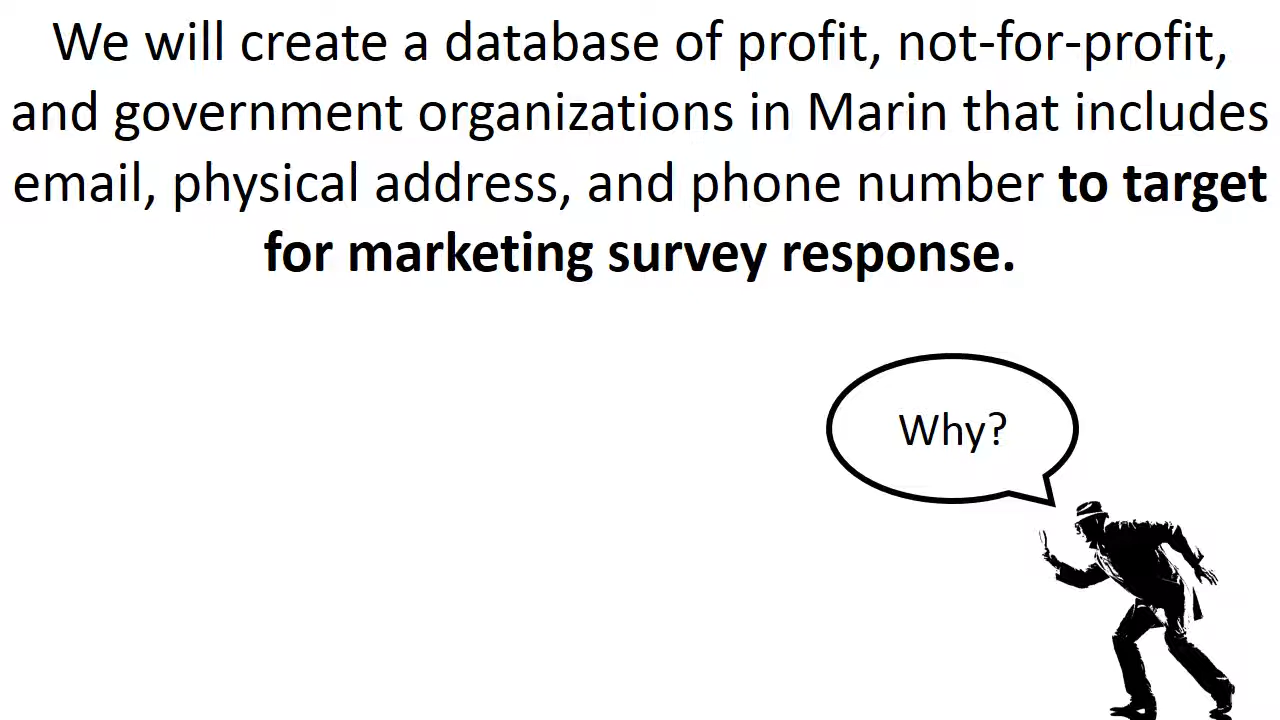 We will create a database of profit, not-for-profit,
and government organizations in Marin that includes
email, physical address, and phone number to target
for marketing survey response.
Why?